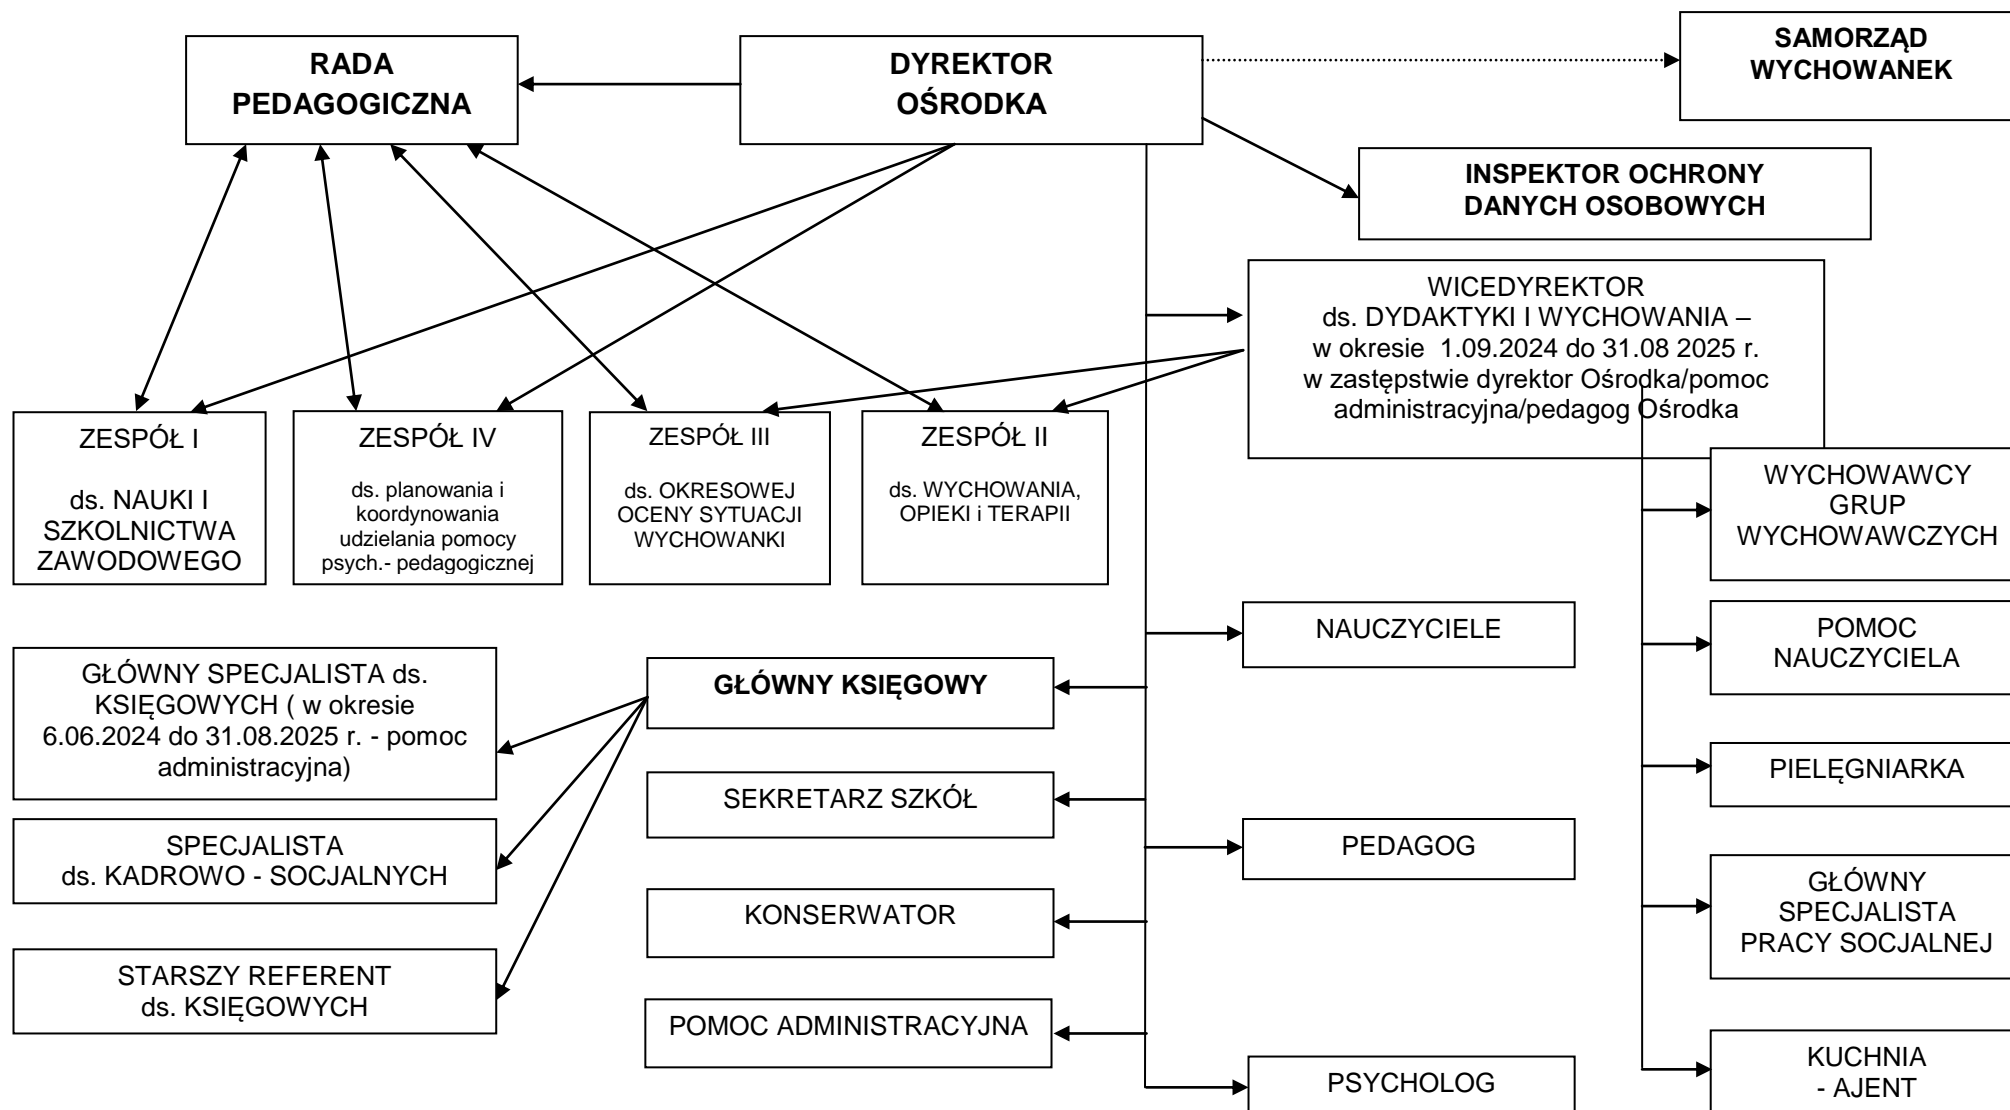 RADA
PEDAGOGICZNA
DYREKTOR
OŚRODKA
SAMORZĄD
WYCHOWANEK
INSPEKTOR OCHRONY
DANYCH OSOBOWYCH
WICEDYREKTOR
ds. DYDAKTYKI I WYCHOWANIA –
w okresie 1.09.2024 do 31.08 2025 r.
w zastępstwie dyrektor Ośrodka/pomoc
administracyjna/pedagog Ośrodka
ZESPÓŁ I
ds. NAUKI I
SZKOLNICTWA
ZAWODOWEGO
ZESPÓŁ IV
ds. planowania i
koordynowania
udzielania pomocy
psych.- pedagogicznej
ZESPÓŁ III
ds. OKRESOWEJ
OCENY SYTUACJI
WYCHOWANKI
ZESPÓŁ II
ds. WYCHOWANIA,
OPIEKI i TERAPII
WYCHOWAWCY
GRUP
WYCHOWAWCZYCH
NAUCZYCIELE
POMOC
NAUCZYCIELA
GŁÓWNY SPECJALISTA ds.
KSIĘGOWYCH ( w okresie
6.06.2024 do 31.08.2025 r. - pomoc
administracyjna)
GŁÓWNY KSIĘGOWY
PIELĘGNIARKA
SEKRETARZ SZKÓŁ
SPECJALISTA
ds. KADROWO - SOCJALNYCH
PEDAGOG
GŁÓWNY
SPECJALISTA
PRACY SOCJALNEJ
KONSERWATOR
STARSZY REFERENT
ds. KSIĘGOWYCH
POMOC ADMINISTRACYJNA
PSYCHOLOG
KUCHNIA
- AJENT